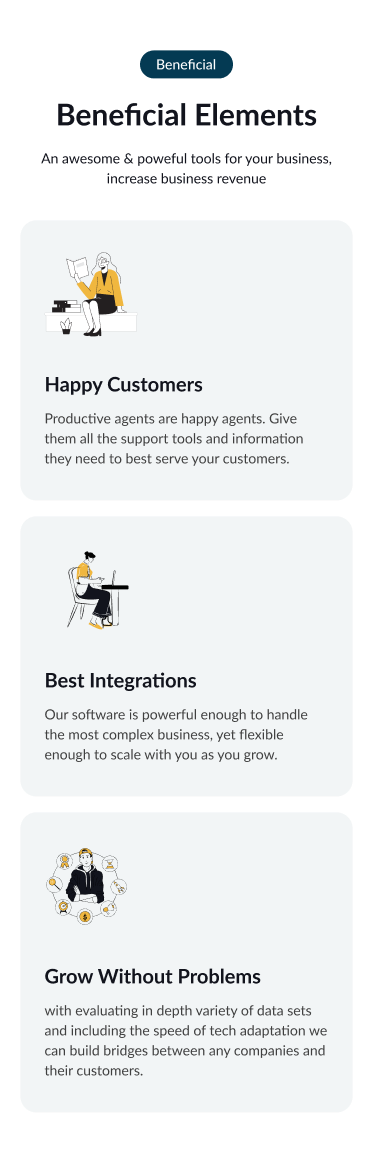 Beneficial
Beneficial Elements
An awesome & poweful tools for your business,
increase business revenue
Happy Customers
Productive agents are happy agents. Give
them all the support tools and information
they need to best serve your customers.
Best Integrations
Our software is powerful enough to handle
the most complex business, yet flexible
enough to scale with you as you grow.
Grow Without Problems
with evaluating in depth variety of data sets
and including the speed of tech adaptation we
can build bridges between any companies and
their customers.